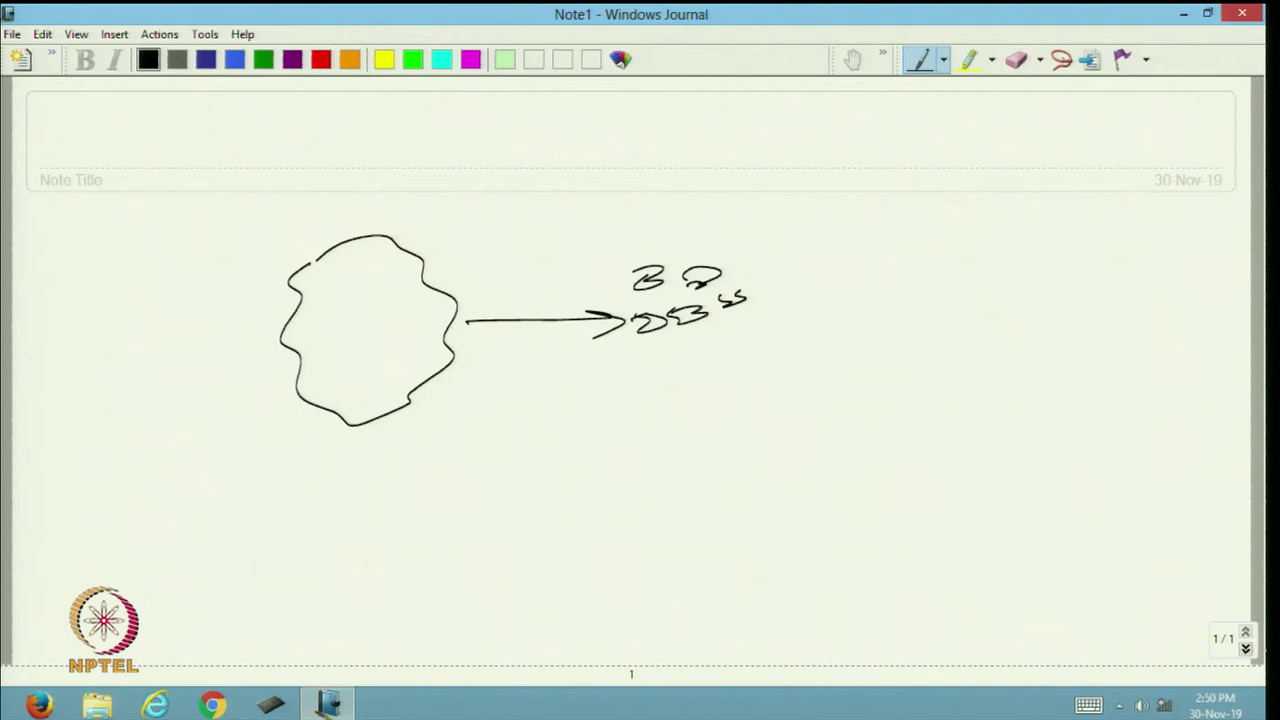 Note1 - Windows Journal
File Edit View Insert Actions Tools Help
B I
Note Title
30-Nov-19
NPTEL
1 / 1
1
2:50 PM
30-Nov-19